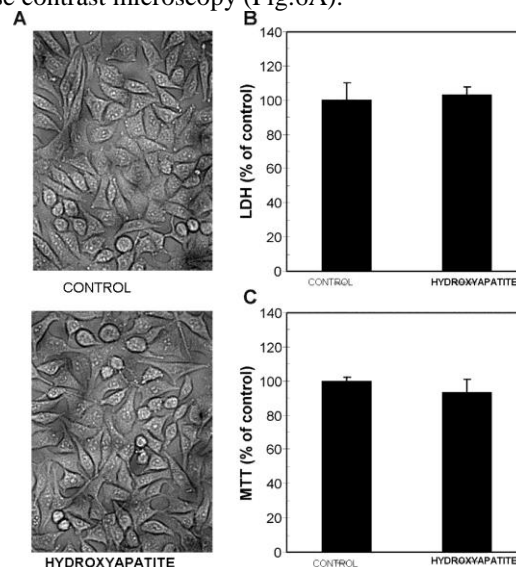 se contrast microscopy (Fig.6A).
A
CONTROL
HYDROXYAPATITE
B
140
120
100
80
60
40
20
0
LDH (% of control)
CONTROL
HYDROXYAPATITE
C
140
120
100
80
60
40
20
0
MTT (% of control)
CONTROL
HYDROXYAPATITE